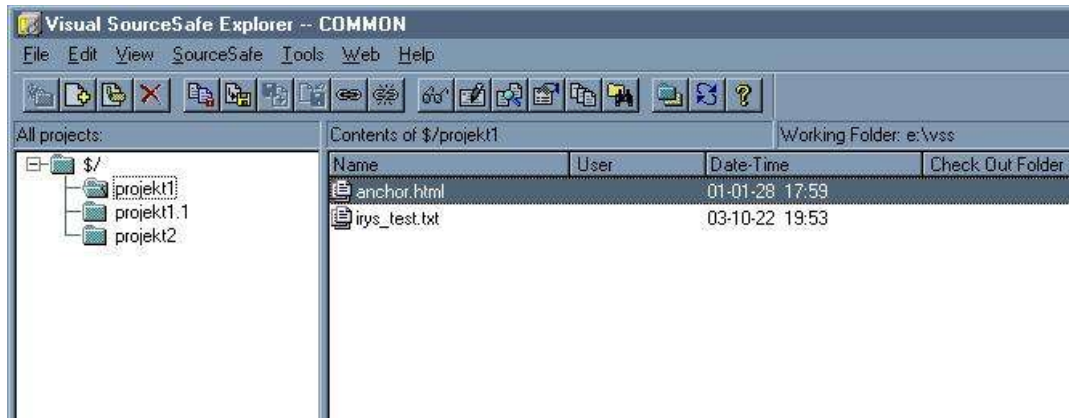 Visual SourceSafe Explorer -- COMMON
File Edit View SourceSafe Tools Web Help
All projects: Contents of $/projekt1 Working Folder: e:\vss
$/
projekt1
projekt1.1
projekt2
Name User Date-Time Check Out Folder
anchor.html 01-01-28 17:59
irys_test.txt 03-10-22 19:53